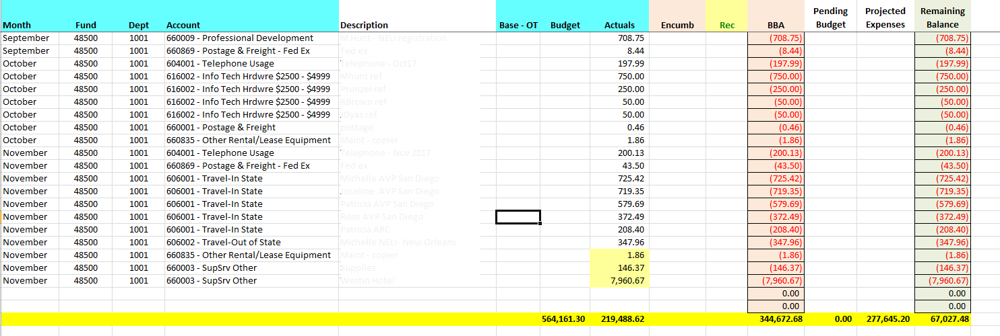 Month Fund Dept Account Description Base - OT Budget Actuals Encumb Rec BBA Pending Budget Projected Expenses Remaining Balance
September 48500 1001 660009 - Professional Development M Hunt - NELI registration 708.75 (708.75) (708.75)
September 48500 1001 660869 - Postage & Freight - Fed Ex Fed ex 8.44 (8.44) (8.44)
October 48500 1001 604001 - Telephone Usage Telephone - Oct17 197.99 (197.99) (197.99)
October 48500 1001 616002 - Info Tech Hrdwre $2500 - $4999 Mhunt ref 750.00 (750.00) (750.00)
October 48500 1001 616002 - Info Tech Hrdwre $2500 - $4999 Prunzel ref 250.00 (250.00) (250.00)
October 48500 1001 616002 - Info Tech Hrdwre $2500 - $4999 RBrown ref 50.00 (50.00) (50.00)
October 48500 1001 616002 - Info Tech Hrdwre $2500 - $4999 JDyas ref 50.00 (50.00) (50.00)
October 48500 1001 660001 - Postage & Freight postage 0.46 (0.46) (0.46)
October 48500 1001 660835 - Other Rental/Lease Equipment Maint - copier 1.86 (1.86) (1.86)
November 48500 1001 604001 - Telephone Usage Telephone - Nov 2017 200.13 (200.13) (200.13)
November 48500 1001 660869 - Postage & Freight - Fed Ex Fed ex 43.50 (43.50) (43.50)
November 48500 1001 606001 - Travel-In State Michelle AVP San Diego 725.42 (725.42) (725.42)
November 48500 1001 606001 - Travel-In State Joseline AVP San Diego 719.35 (719.35) (719.35)
November 48500 1001 606001 - Travel-In State Patricia AVP San Diego 579.69 (579.69) (579.69)
November 48500 1001 606001 - Travel-In State Rose AVP San Diego 372.49 (372.49) (372.49)
November 48500 1001 606001 - Travel-In State Patricia ARC 208.40 (208.40) (208.40)
November 48500 1001 606002 - Travel-Out of State Michelle NELI- New Orleans 347.96 (347.96) (347.96)
November 48500 1001 660835 - Other Rental/Lease Equipment Maint - copier 1.86 (1.86) (1.86)
November 48500 1001 660003 - SupSrv Other Supplies 146.37 (146.37) (146.37)
November 48500 1001 660003 - SupSrv Other Westin Hotel 7,960.67 (7,960.67) (7,960.67)
0.00 0.00
0.00 0.00
564,161.30 219,488.62 344,672.68 0.00 277,645.20 67,027.48